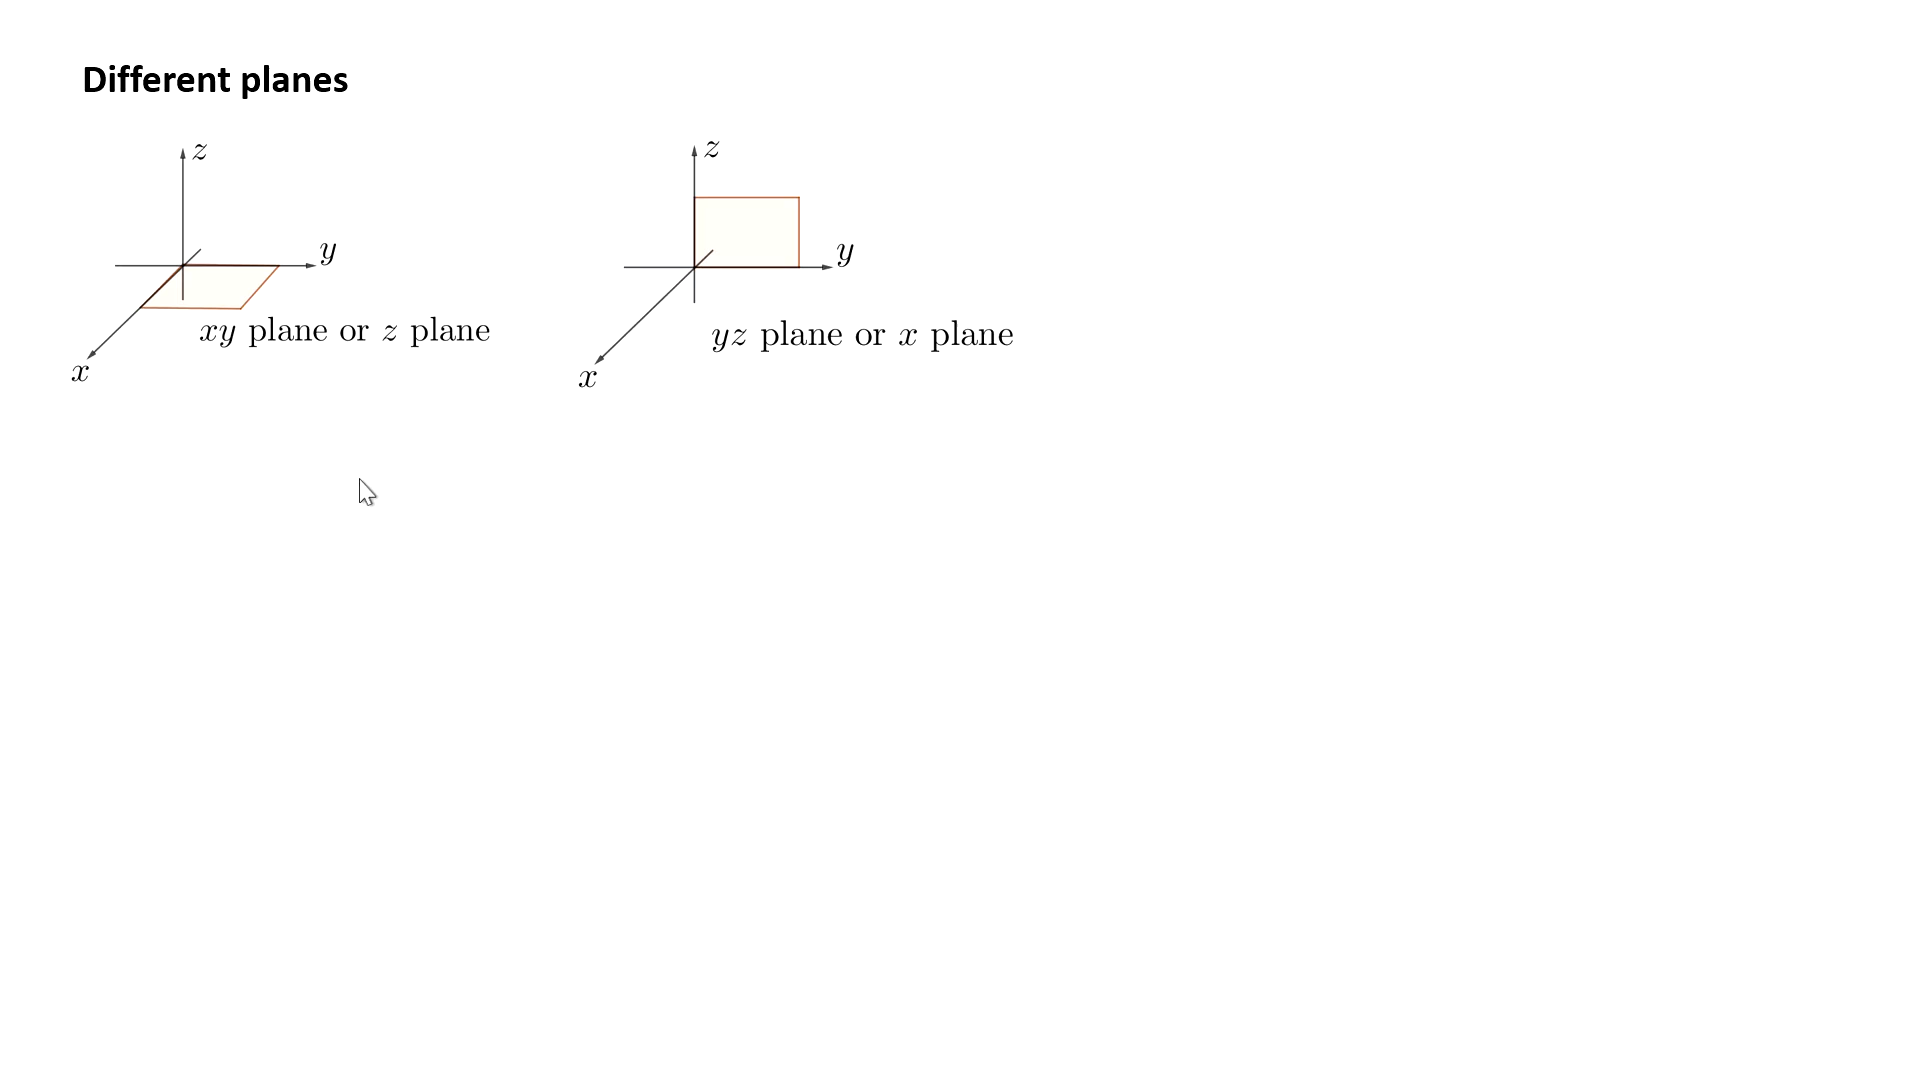 Different planes
z
y
xy plane or z plane
x
z
y
yz plane or x plane
x